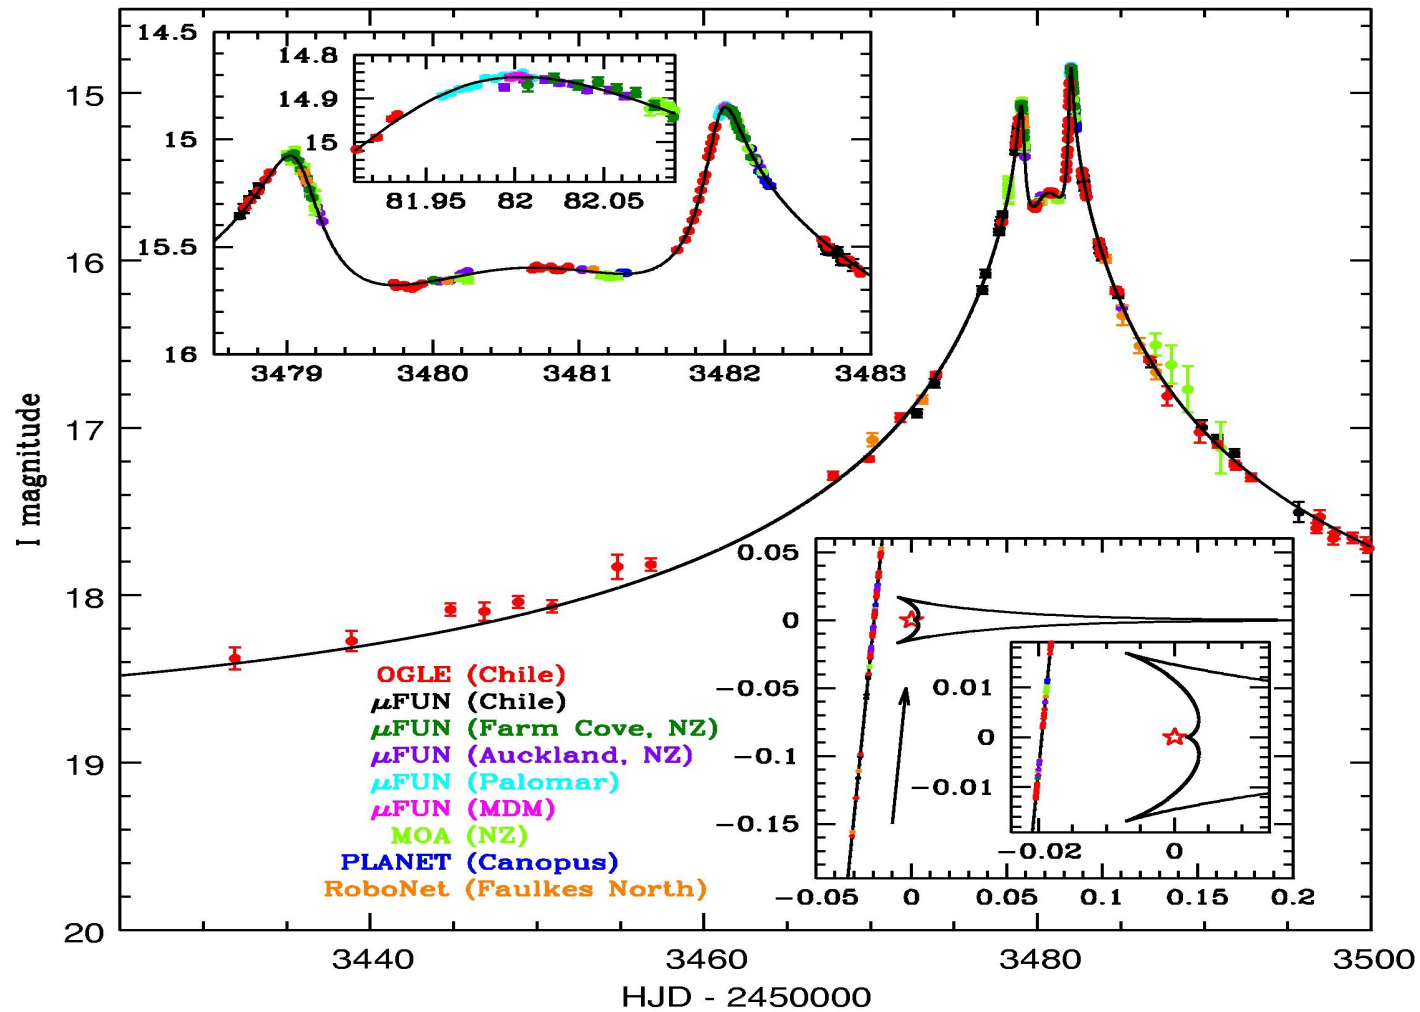 14.5
15
15.5
16
3479 3480 3481 3482 3483
14.8
14.9
15
81.95 82 82.05
15
16
17
18
19
20
I magnitude
OGLE (Chile)
μFUN (Chile)
μFUN (Farm Cove, NZ)
μFUN (Auckland, NZ)
μFUN (Palomar)
μFUN (MDM)
MOA (NZ)
PLANET (Canopus)
RoboNet (Faulkes North)
0.05
0
−0.05
−0.1
−0.15
−0.05 0 0.05 0.1 0.15 0.2
0.01
0
−0.01
−0.02 0
3440 3460 3480 3500
HJD - 2450000